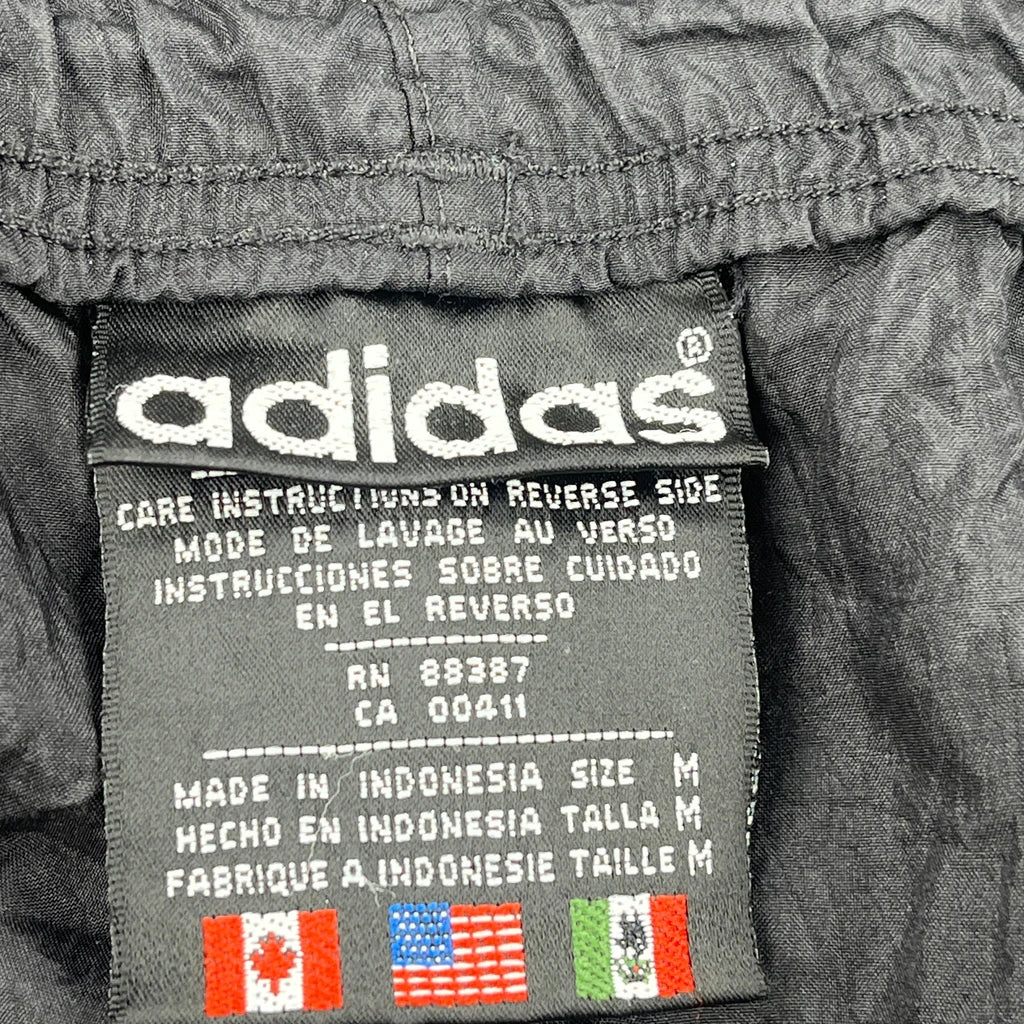 adidas®
CARE INSTRUCTIONS ON REVERSE SIDE
MODE DE LAVAGE AU VERSO
INSTRUCCIONES SOBRE CUIDADO
EN EL REVERSO
RN 88387
CA 00411
MADE IN INDONESIA SIZE M
HECHO EN INDONESIA TALLA M
FABRIQUE A INDONESIE TAILLE M